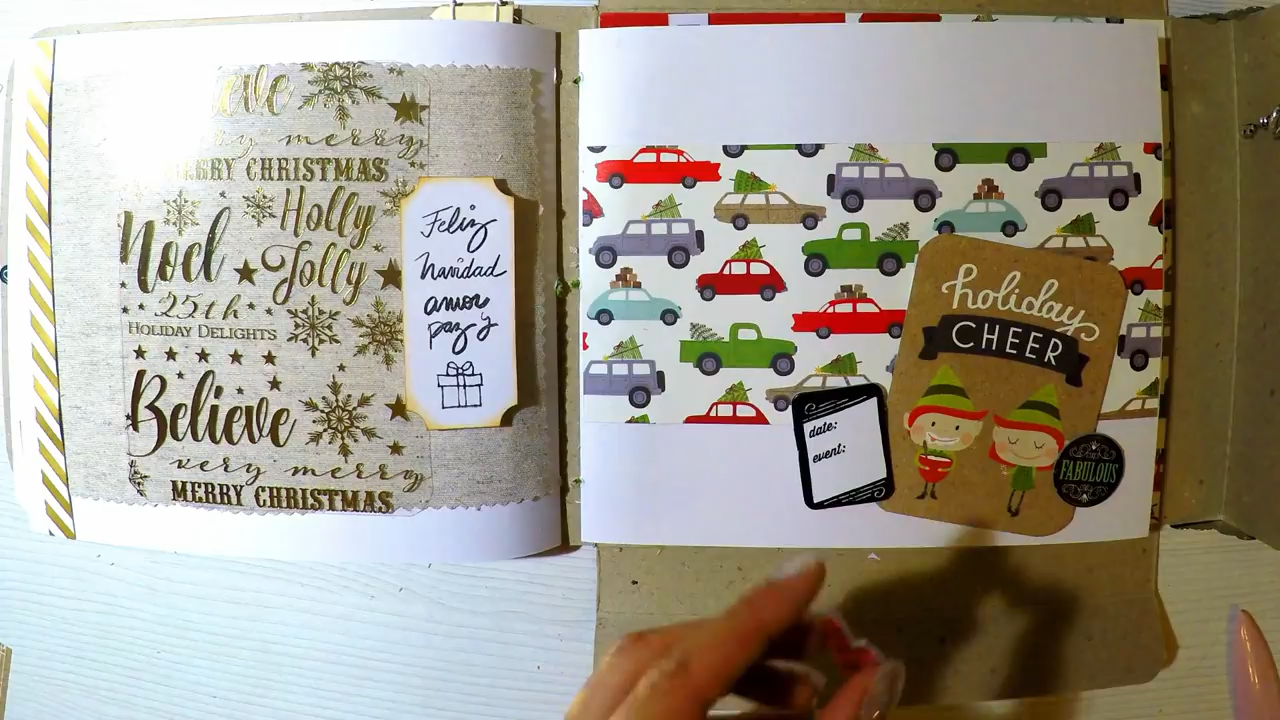 merry
MERRY CHRISTMAS
Holly
Noel
Jolly
25th
HOLIDAY DELIGHTS
Believe
very merry
MERRY CHRISTMAS
Feliz
Navidad
amor
paz y
holiday
CHEER
date:
event:
FABULOUS